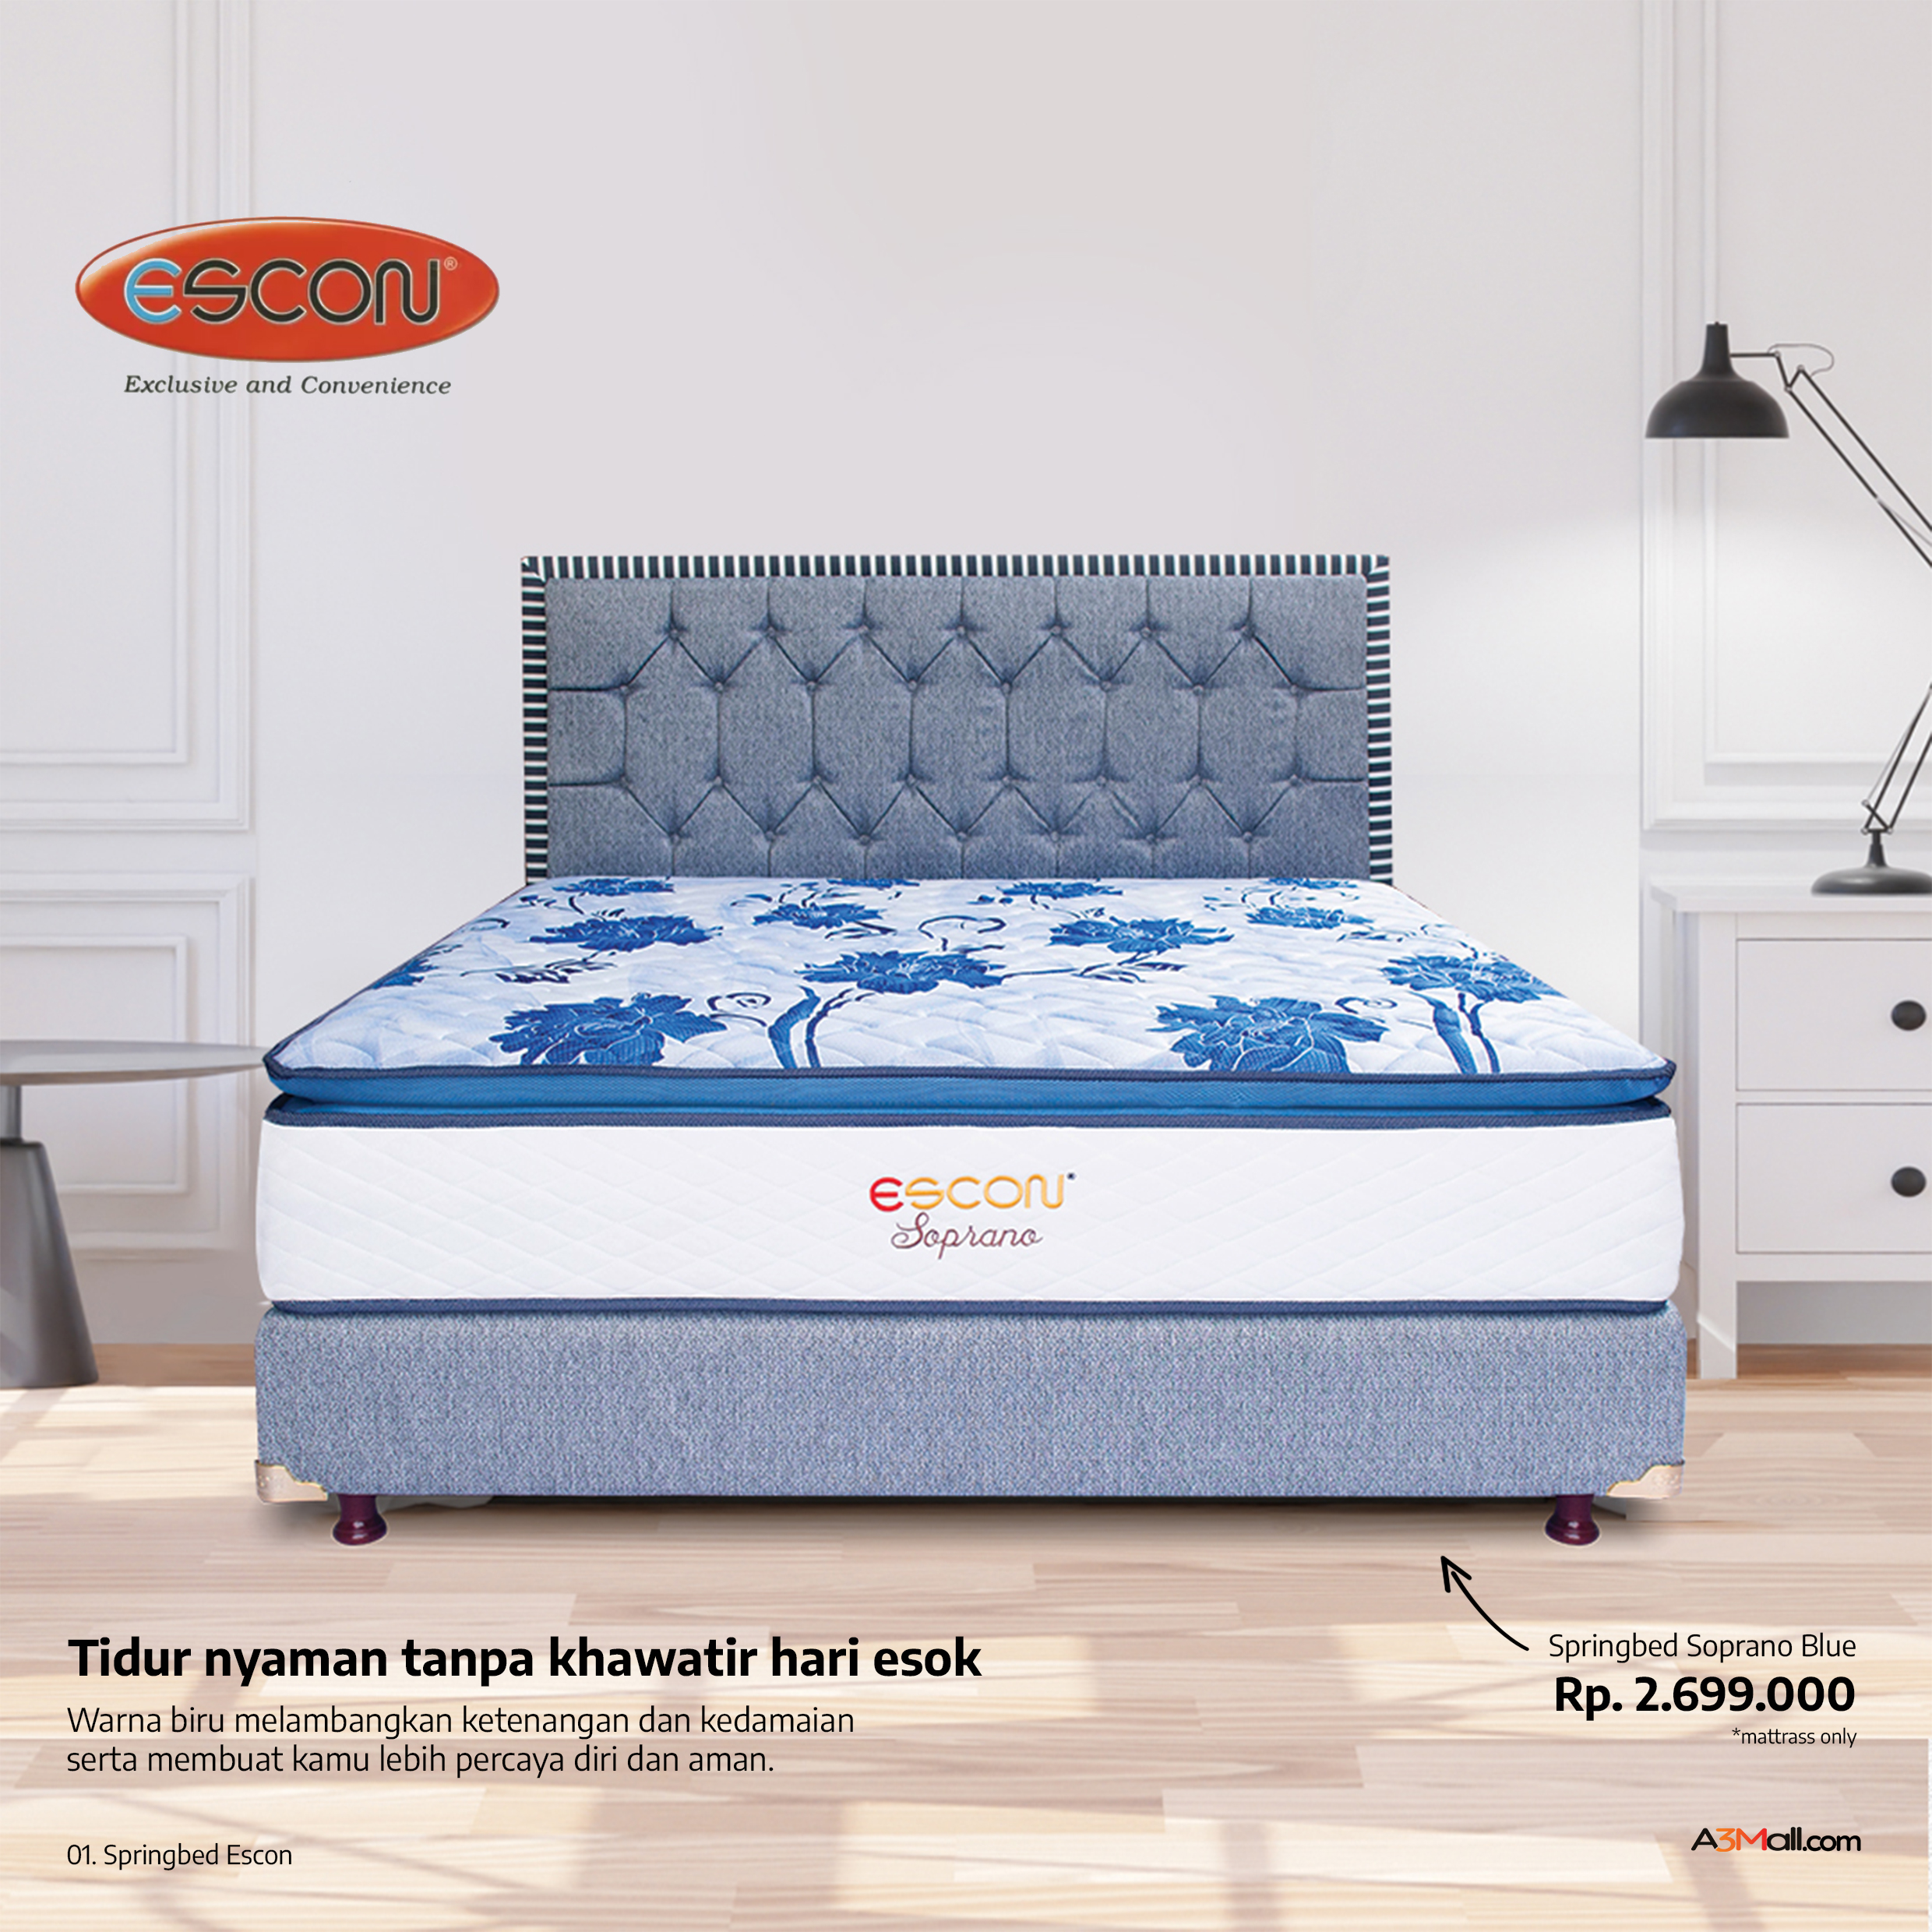 ESCON®
Exclusive and Convenience
ESCON®
Soprano
Tidur nyaman tanpa khawatir hari esok
Warna biru melambangkan ketenangan dan kedamaian
serta membuat kamu lebih percaya diri dan aman.
Springbed Soprano Blue
Rp. 2.699.000
*mattrass only
01. Springbed Escon
A3Mall.com